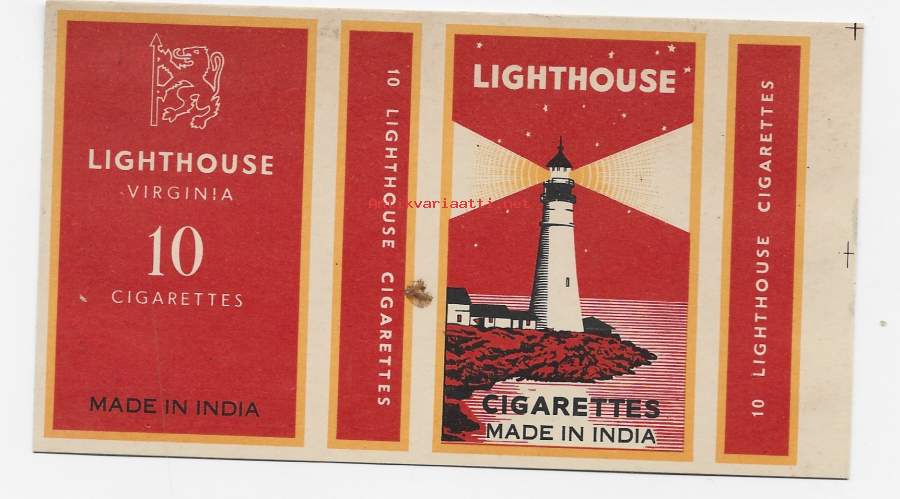 LIGHTHOUSE
VIRGINIA
10
CIGARETTES
MADE IN INDIA
10 LIGHTHOUSE CIGARETTES
LIGHTHOUSE
CIGARETTES
MADE IN INDIA
10 LIGHTHOUSE CIGARETTES
Antikvariaatti.net